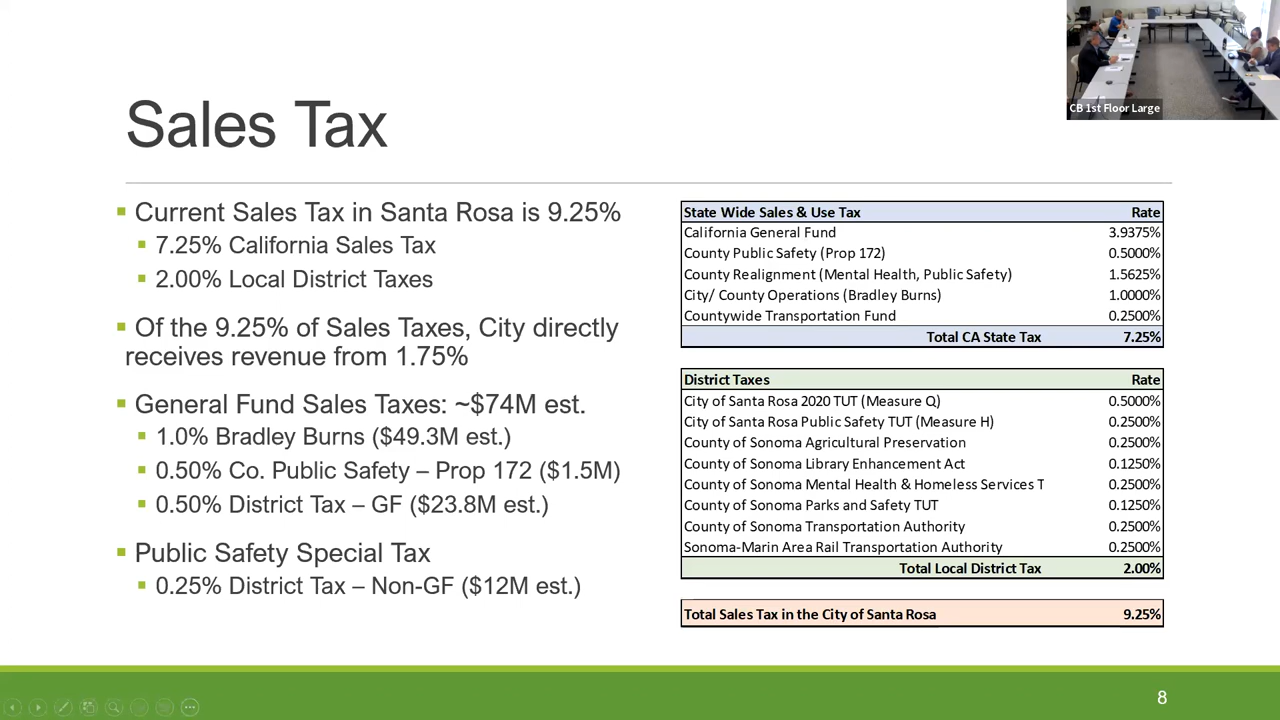 CB 1st Floor Large
Sales Tax
Current Sales Tax in Santa Rosa is 9.25%
7.25% California Sales Tax
2.00% Local District Taxes
Of the 9.25% of Sales Taxes, City directly
receives revenue from 1.75%
General Fund Sales Taxes: ~$74M est.
1.0% Bradley Burns ($49.3M est.)
0.50% Co. Public Safety – Prop 172 ($1.5M)
0.50% District Tax – GF ($23.8M est.)
Public Safety Special Tax
0.25% District Tax – Non-GF ($12M est.)
State Wide Sales & Use Tax Rate
California General Fund 3.9375%
County Public Safety (Prop 172) 0.5000%
County Realignment (Mental Health, Public Safety) 1.5625%
City/ County Operations (Bradley Burns) 1.0000%
Countywide Transportation Fund 0.2500%
Total CA State Tax 7.25%
District Taxes Rate
City of Santa Rosa 2020 TUT (Measure Q) 0.5000%
City of Santa Rosa Public Safety TUT (Measure H) 0.2500%
County of Sonoma Agricultural Preservation 0.2500%
County of Sonoma Library Enhancement Act 0.1250%
County of Sonoma Mental Health & Homeless Services T 0.2500%
County of Sonoma Parks and Safety TUT 0.1250%
County of Sonoma Transportation Authority 0.2500%
Sonoma-Marin Area Rail Transportation Authority 0.2500%
Total Local District Tax 2.00%
Total Sales Tax in the City of Santa Rosa 9.25%
8